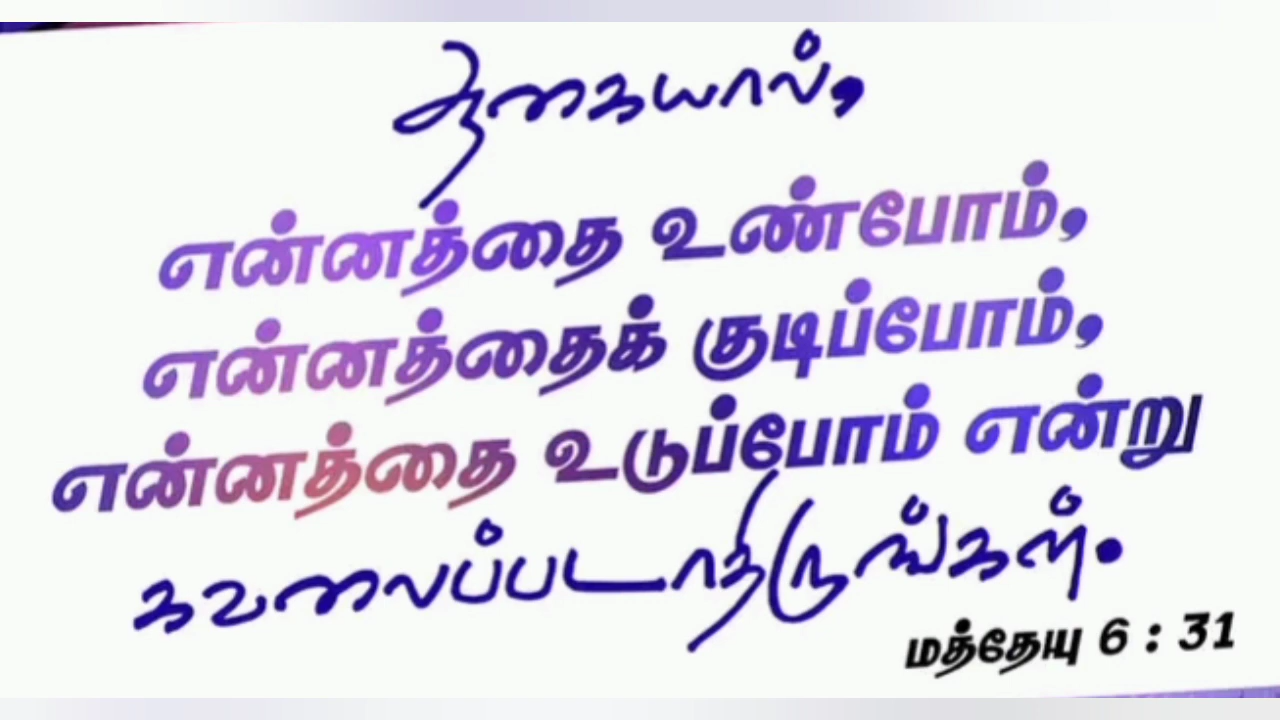 ஆகையால்,
என்னத்தை உண்போம்,
என்னத்தைக் குடிப்போம்,
என்னத்தை உடுப்போம் என்று
கவலைப்படாதிருங்கள்.
மத்தேயு 6 : 31